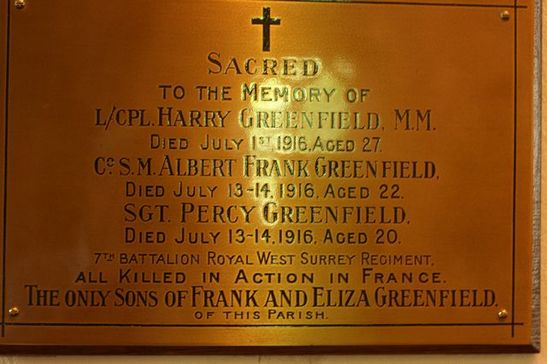 SACRED
TO THE MEMORY OF
L/CPL. HARRY GREENFIELD, M.M.
DIED JULY 1ST 1916, AGED 27.
Co S.M. ALBERT FRANK GREENFIELD,
DIED JULY 13-14, 1916, AGED 22.
SGT. PERCY GREENFIELD,
DIED JULY 13-14, 1916, AGED 20.
7TH BATTALION ROYAL WEST SURREY REGIMENT,
ALL KILLED IN ACTION IN FRANCE.
THE ONLY SONS OF FRANK AND ELIZA GREENFIELD,
OF THIS PARISH.